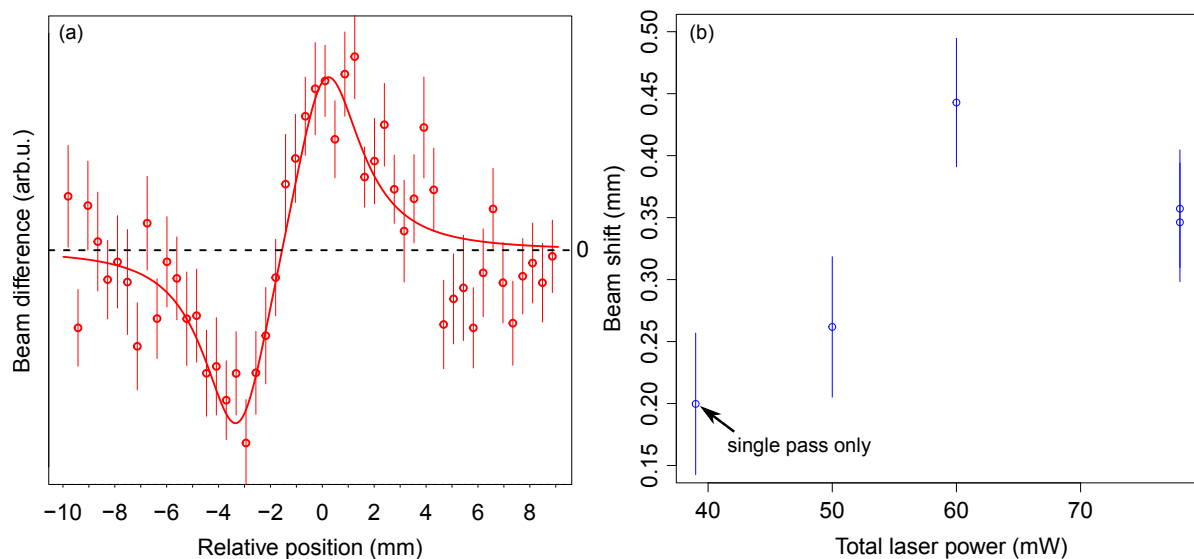 (a)
Beam difference (arb.u.)
0
−10 −8 −6 −4 −2 0 2 4 6 8
Relative position (mm)
(b)
Beam shift (mm)
0.50
0.45
0.40
0.35
0.30
0.25
0.20
0.15
single pass only
40 50 60 70
Total laser power (mW)